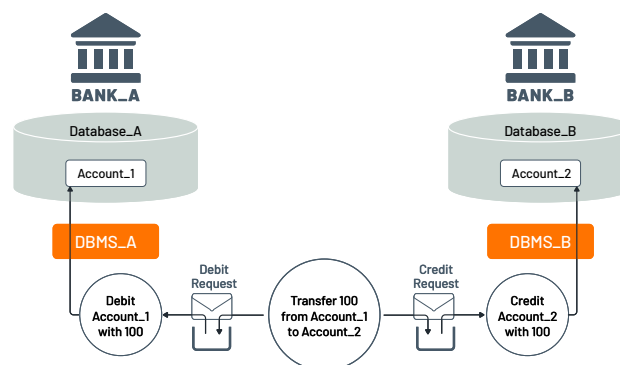 BANK_A
BANK_B
Database_A
Database_B
Account_1
Account_2
DBMS_A
DBMS_B
Debit
Request
Credit
Request
Debit
Account_1
with 100
Transfer 100
from Account_1
to Account_2
Credit
Account_2
with 100